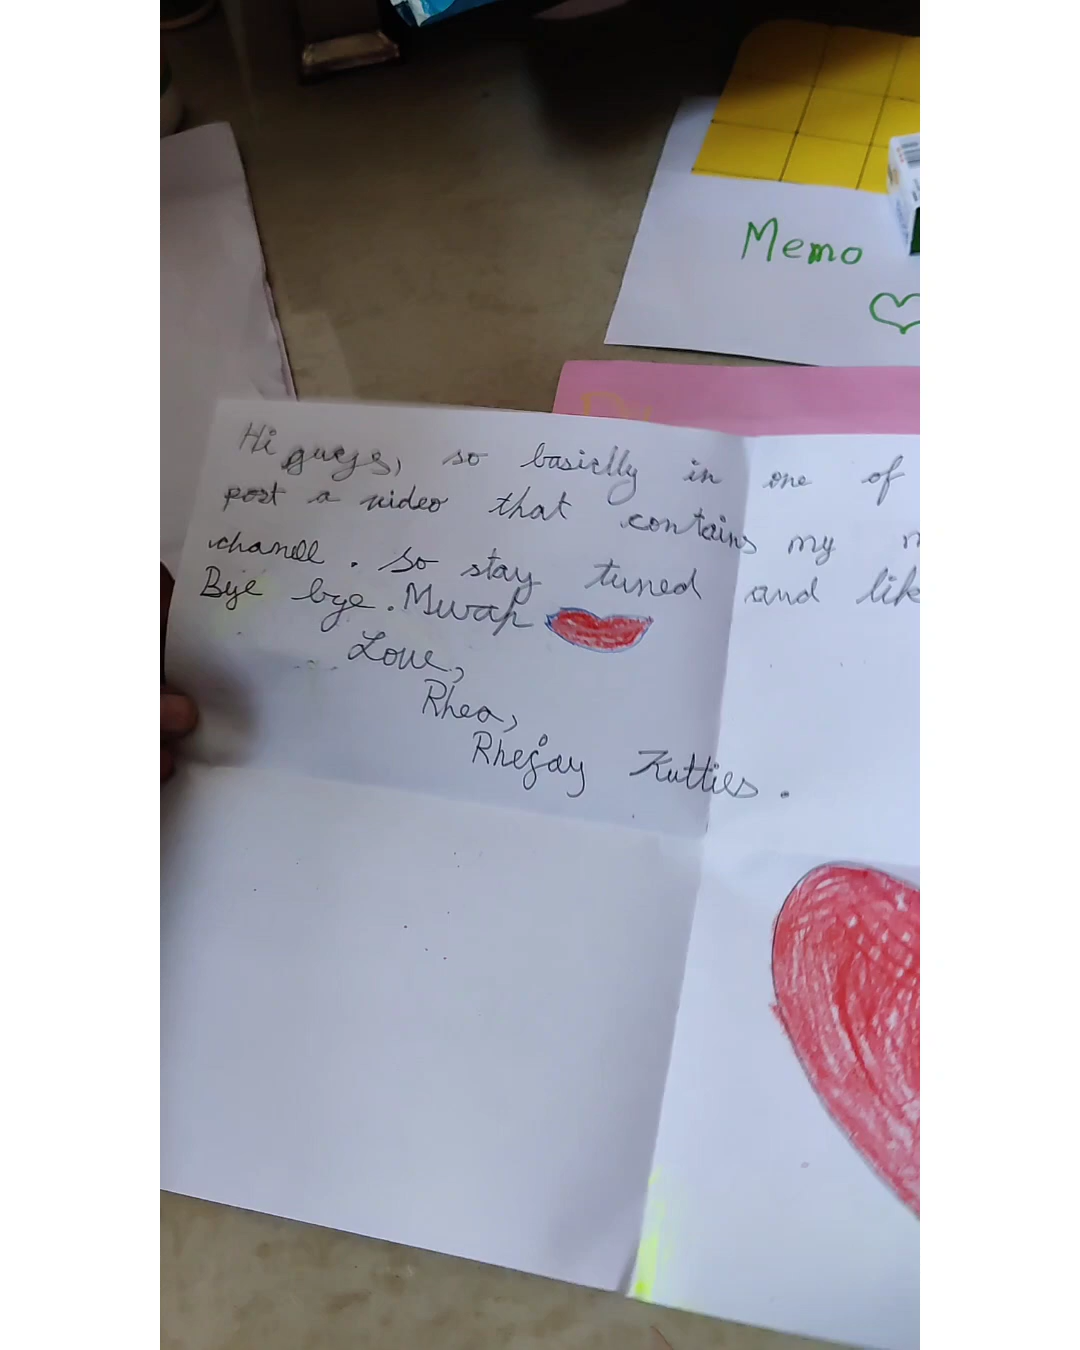 Memo
Hi guys, so basiclly in one of
post a video that contains my
chanell. So stay tuned and lik
Bye bye. Mwah
Love,
Rhea,
Rhejay Kutties.